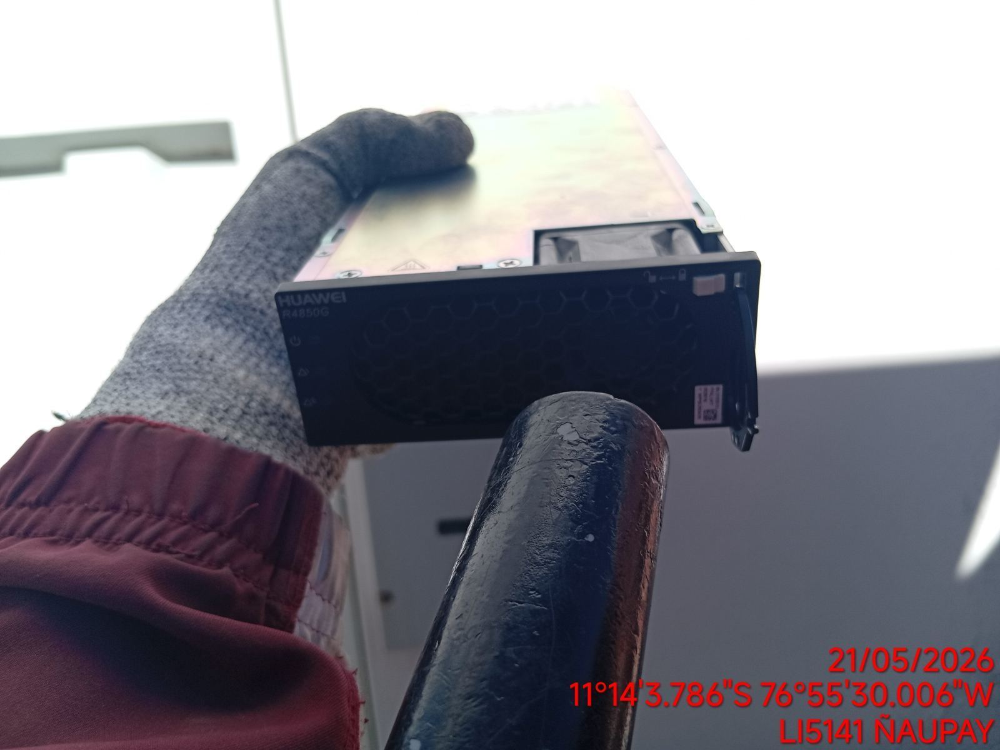 HUAWEI
R4850G
21/05/2026
11°14'3.786"S 76°55'30.006"W
LI5141 ÑAUPAY